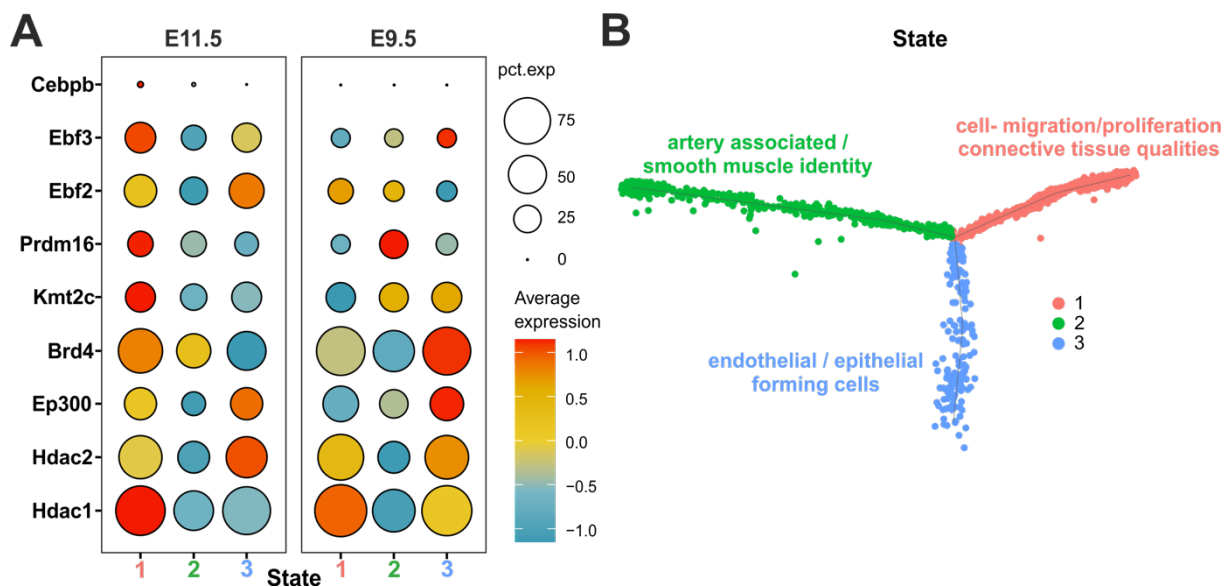 A
E11.5
E9.5
Cebpb
Ebf3
Ebf2
Prdm16
Kmt2c
Brd4
Ep300
Hdac2
Hdac1
1 2 3
1 2 3
State
pct.exp
75
50
25
0
Average
expression
1.0
0.5
0.0
−0.5
−1.0
B
State
artery associated /
smooth muscle identity
cell- migration/proliferation
connective tissue qualities
endothelial / epithelial
forming cells
1
2
3